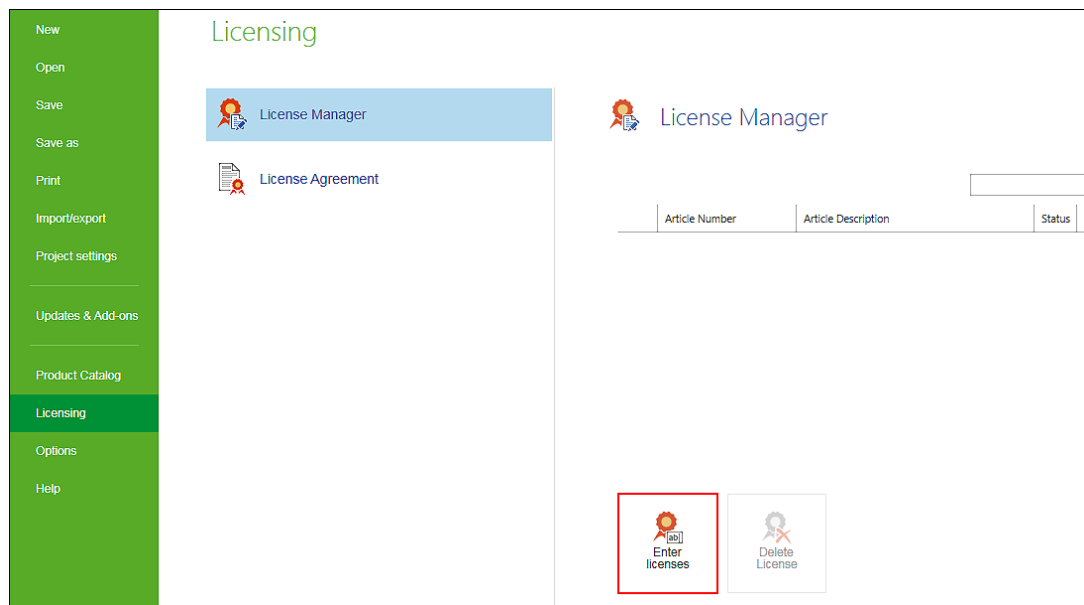 New
Open
Save
Save as
Print
Import/export
Project settings
Updates & Add-ons
Product Catalog
Licensing
Options
Help
Licensing
License Manager
License Agreement
License Manager
Article Number Article Description Status
ab|
Enter
licenses
Delete
License